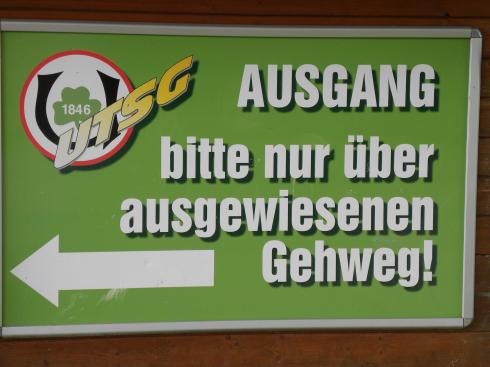 1846
UTSG
AUSGANG
bitte nur über
ausgewiesenen
Gehweg!